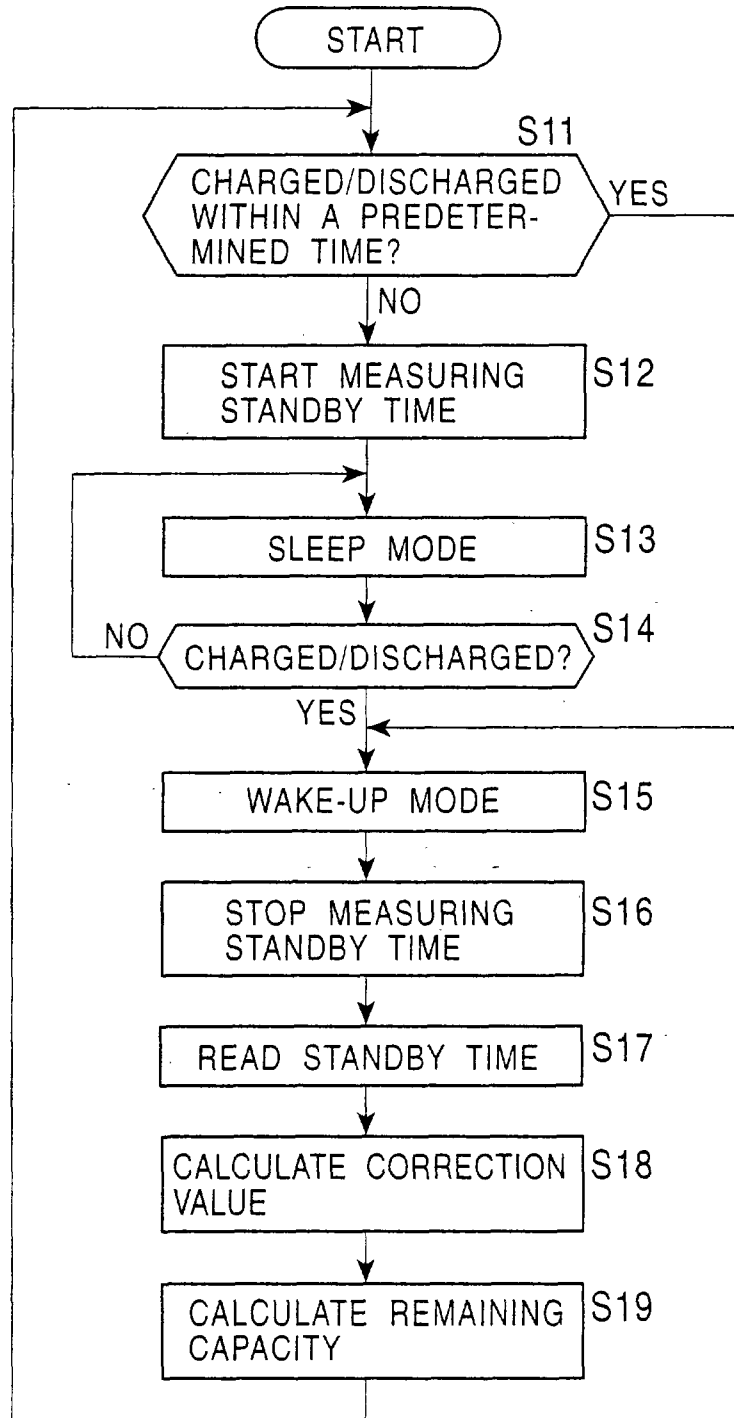 START
S11
CHARGED/DISCHARGED
WITHIN A PREDETER-
MINED TIME?
YES
NO
START MEASURING
STANDBY TIME
S12
SLEEP MODE
S13
S14
NO
CHARGED/DISCHARGED?
YES
WAKE-UP MODE
S15
STOP MEASURING
STANDBY TIME
S16
READ STANDBY TIME
S17
CALCULATE CORRECTION
VALUE
S18
CALCULATE REMAINING
CAPACITY
S19